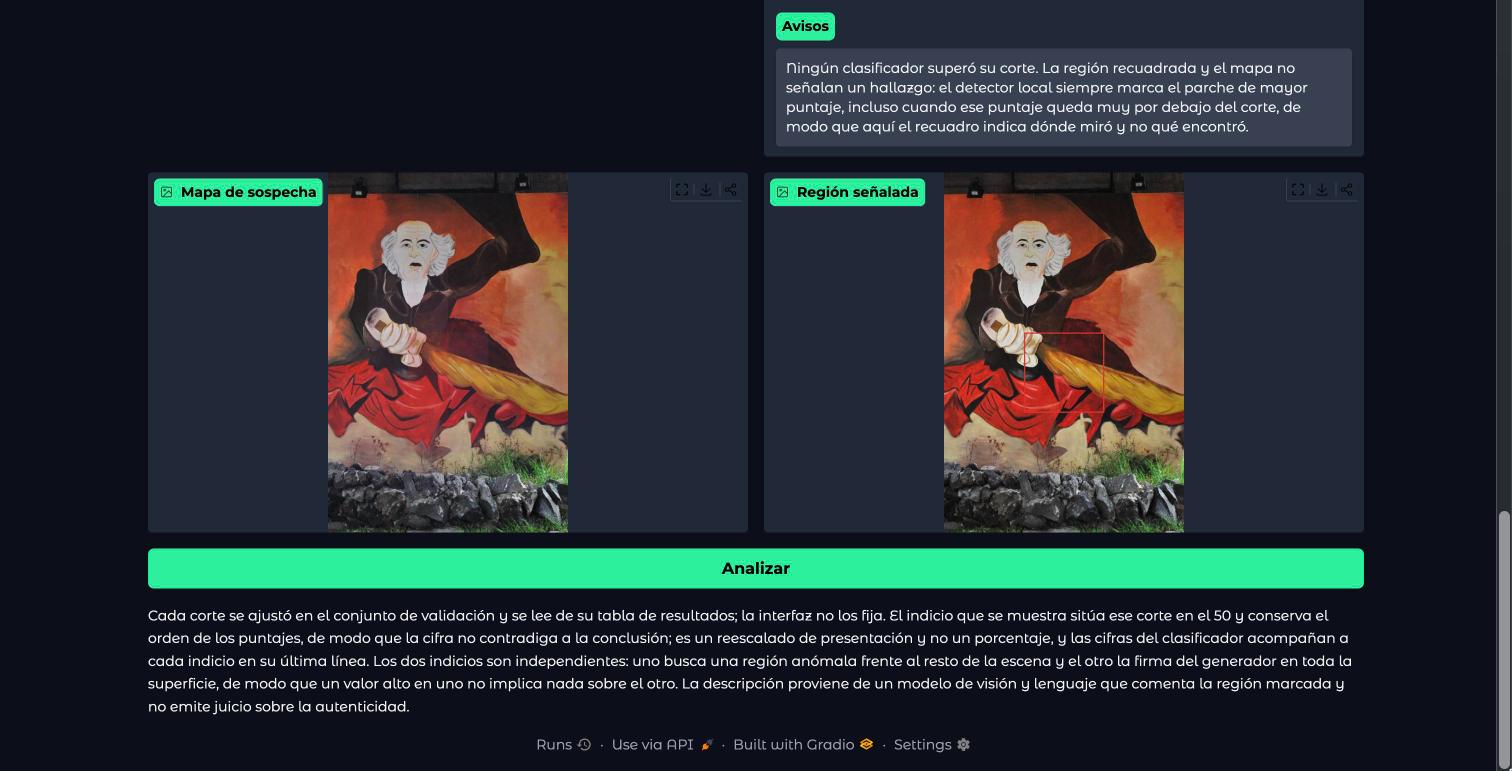 Avisos
Ningún clasificador superó su corte. La región recuadrada y el mapa no
señalan un hallazgo: el detector local siempre marca el parche de mayor
puntaje, incluso cuando ese puntaje queda muy por debajo del corte, de
modo que aquí el recuadro indica dónde miró y no qué encontró.
Mapa de sospecha
Región señalada
Analizar
Cada corte se ajustó en el conjunto de validación y se lee de su tabla de resultados; la interfaz no los fija. El indicio que se muestra sitúa ese corte en el 50 y conserva el
orden de los puntajes, de modo que la cifra no contradiga a la conclusión; es un reescalado de presentación y no un porcentaje, y las cifras del clasificador acompañan a
cada indicio en su última línea. Los dos indicios son independientes: uno busca una región anómala frente al resto de la escena y el otro la firma del generador en toda la
superficie, de modo que un valor alto en uno no implica nada sobre el otro. La descripción proviene de un modelo de visión y lenguaje que comenta la región marcada y
no emite juicio sobre la autenticidad.
Runs · Use via API · Built with Gradio · Settings